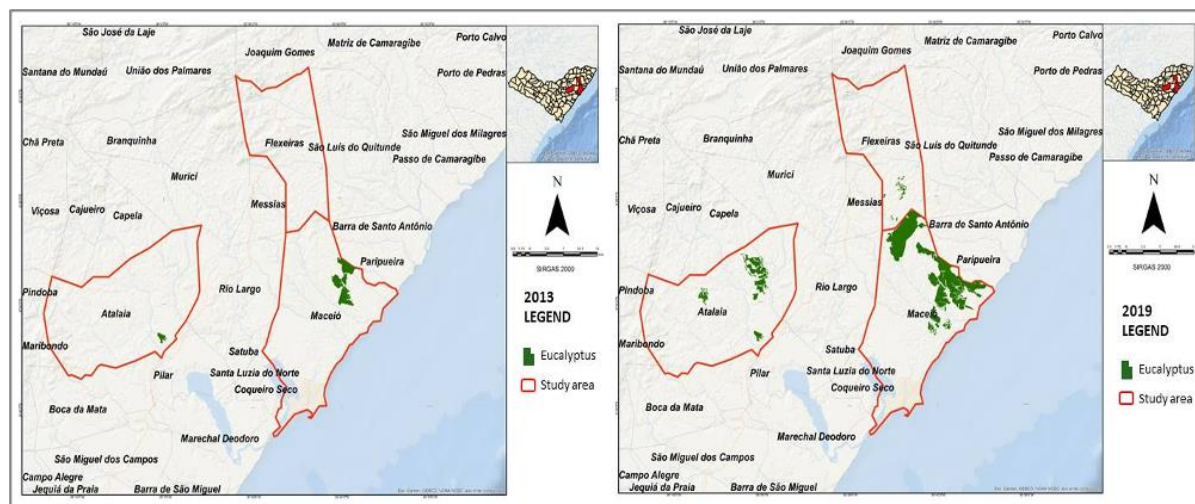 São José da Laje
Porto Calvo
Matriz de Camaragibe
Joaquim Gomes
Santana do Mundaú
União dos Palmares
Porto de Pedras
São Miguel dos Milagres
Chã Preta
Branquinha
Flexeiras
São Luís do Quitunde
Passo de Camaragibe
Murici
Viçosa
Cajueiro
Capela
Messias
Barra de Santo Antônio
Paripueira
Pindoba
Rio Largo
Atalaia
Maceió
Maribondo
Satuba
Pilar
Santa Luzia do Norte
Coqueiro Seco
Boca da Mata
Marechal Deodoro
São Miguel dos Campos
Campo Alegre
Jequiá da Praia
Barra de São Miguel
N
SIRGAS 2000
2013
LEGEND
Eucalyptus
Study area
São José da Laje
Porto Calvo
Matriz de Camaragibe
Joaquim Gomes
Santana do Mundaú
União dos Palmares
Porto de Pedras
São Miguel dos Milagres
Chã Preta
Branquinha
Flexeiras
São Luís do Quitunde
Passo de Camaragibe
Murici
Viçosa
Cajueiro
Capela
Messias
Barra de Santo Antônio
Paripueira
Pindoba
Rio Largo
Atalaia
Maceió
Maribondo
Satuba
Pilar
Santa Luzia do Norte
Coqueiro Seco
Boca da Mata
Marechal Deodoro
São Miguel dos Campos
Campo Alegre
Jequiá da Praia
Barra de São Miguel
N
SIRGAS 2000
2019
LEGEND
Eucalyptus
Study area